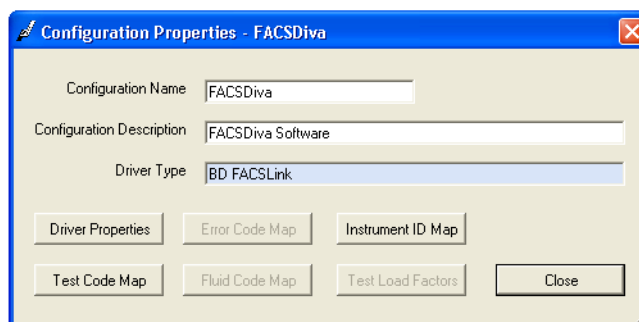 Configuration Properties - FACSDiva
Configuration Name FACSDiva
Configuration Description FACSDiva Software
Driver Type BD FACSLink
Driver Properties Error Code Map Instrument ID Map
Test Code Map Fluid Code Map Test Load Factors Close